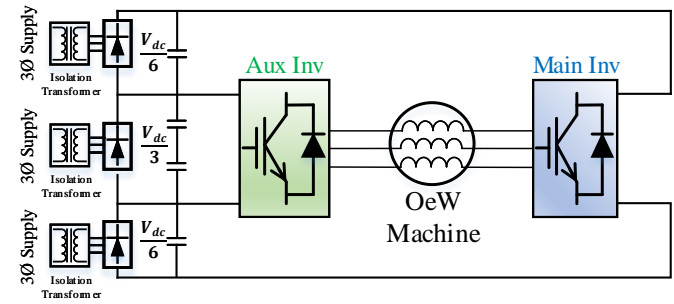 3Ø Supply
Isolation
Transformer
V_dc
6
Aux Inv
Main Inv
3Ø Supply
Isolation
Transformer
V_dc
3
OeW
Machine
3Ø Supply
Isolation
Transformer
V_dc
6